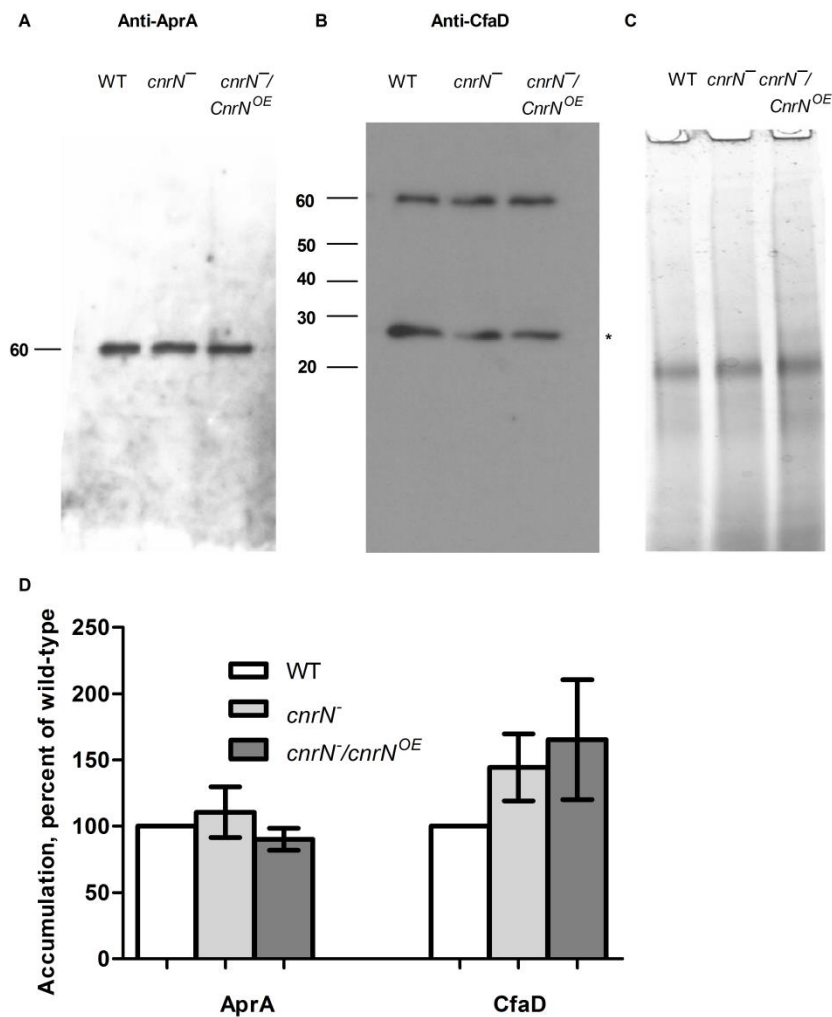 A Anti-AprA
WT cnrN⁻ cnrN⁻/
CnrN^OE
60
B Anti-CfaD
WT cnrN⁻ cnrN⁻/
CnrN^OE
60
50
40
30
20
*
C
WT cnrN⁻ cnrN⁻/
CnrN^OE
D
Accumulation, percent of wild-type
250
200
150
100
50
0
WT
cnrN⁻
cnrN⁻/cnrN^OE
AprA CfaD